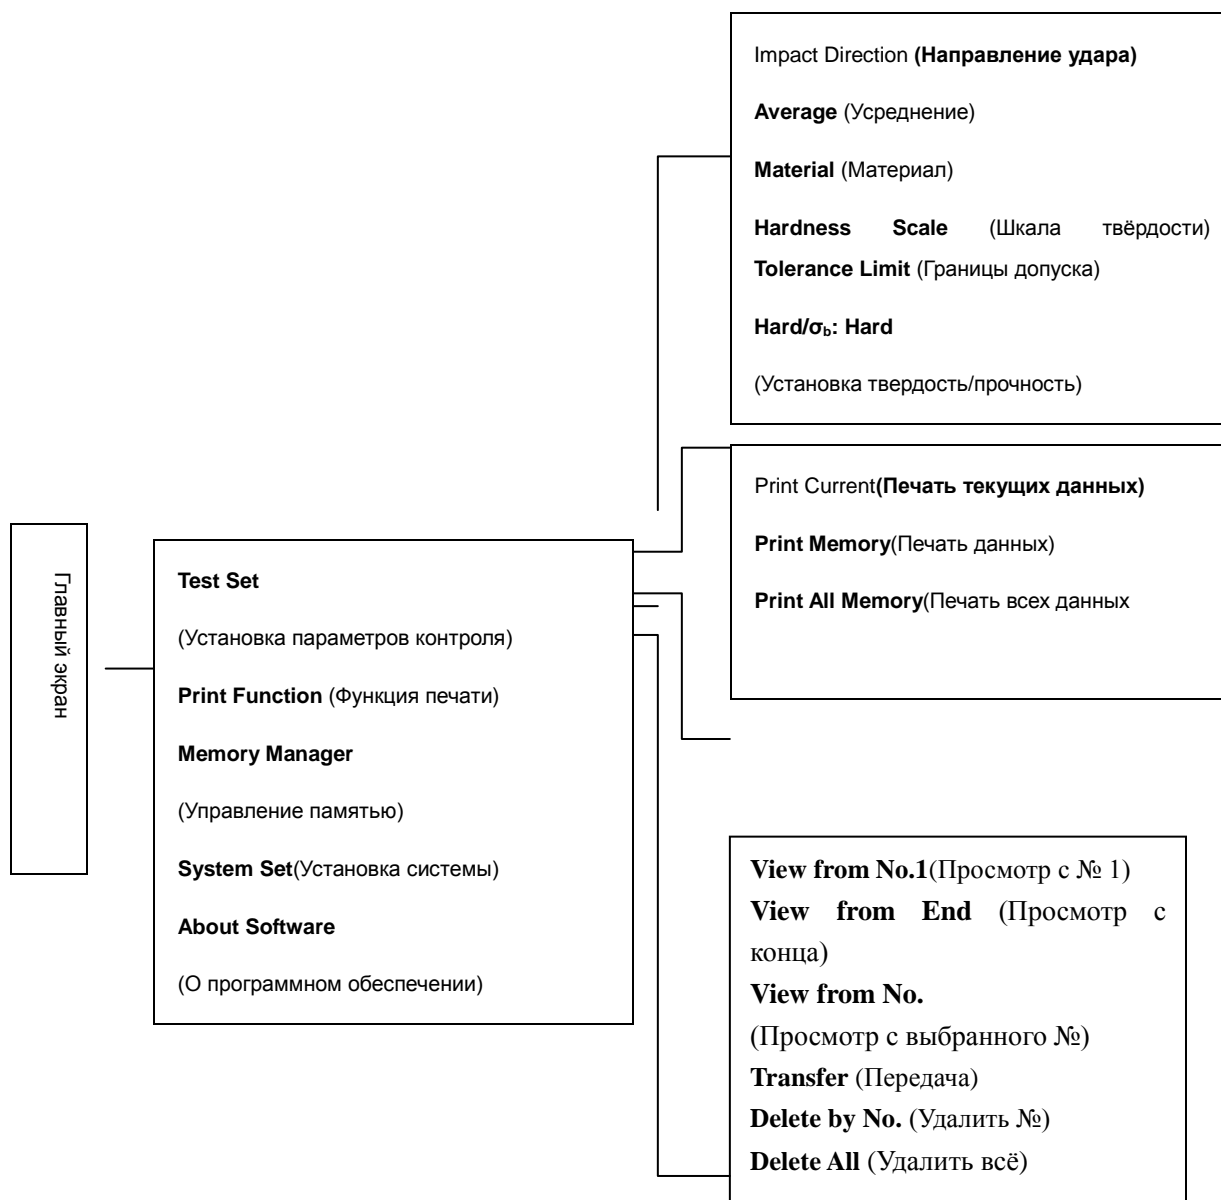 Главный экран
Test Set
(Установка параметров контроля)
Print Function (Функция печати)
Memory Manager
(Управление памятью)
System Set(Установка системы)
About Software
(О программном обеспечении)
Impact Direction (Направление удара)
Average (Усреднение)
Material (Материал)
Hardness Scale (Шкала твёрдости)
Tolerance Limit (Границы допуска)
Hard/σb: Hard
(Установка твердость/прочность)
Print Current(Печать текущих данных)
Print Memory(Печать данных)
Print All Memory(Печать всех данных
View from No.1(Просмотр с № 1)
View from End (Просмотр с
конца)
View from No.
(Просмотр с выбранного №)
Transfer (Передача)
Delete by No. (Удалить №)
Delete All (Удалить всё)